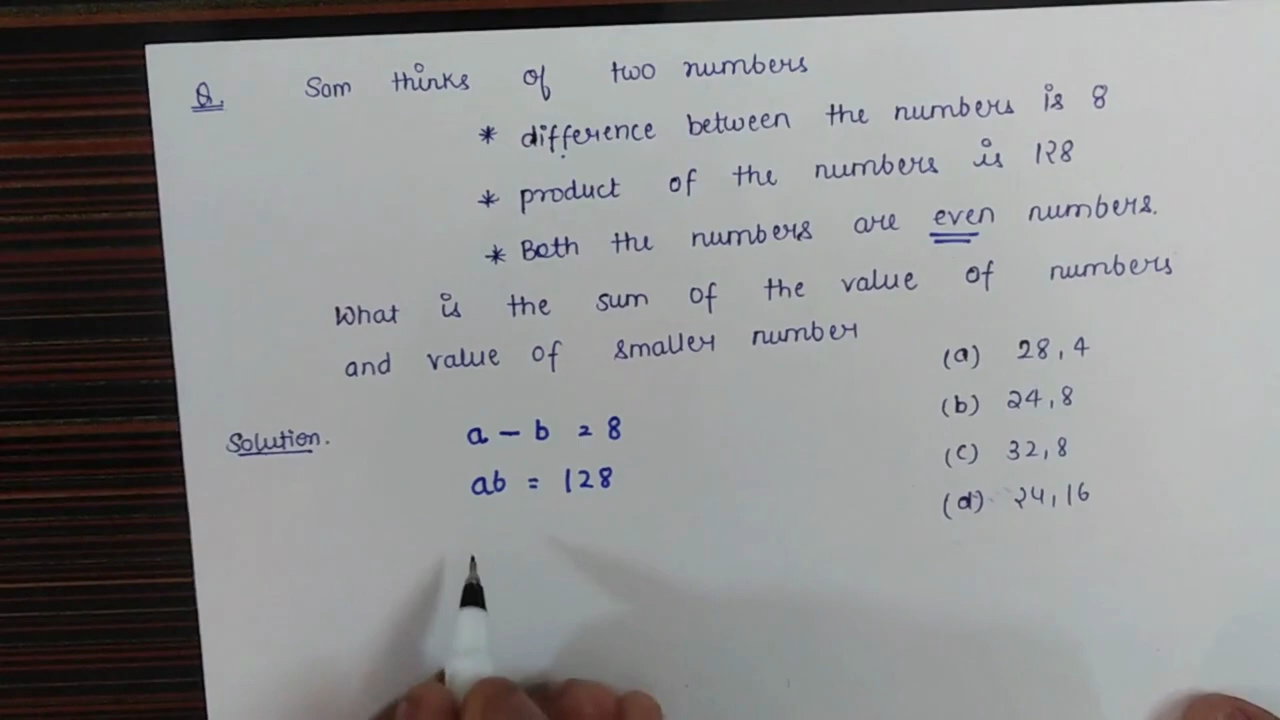 Q. Sam thinks of two numbers
* difference between the numbers is 8
* product of the numbers is 128
* Both the numbers are even numbers.
What is the sum of the value of numbers
and value of smaller number
(a) 28, 4
(b) 24, 8
(c) 32, 8
(d) 24, 16
Solution.
a - b = 8
ab = 128